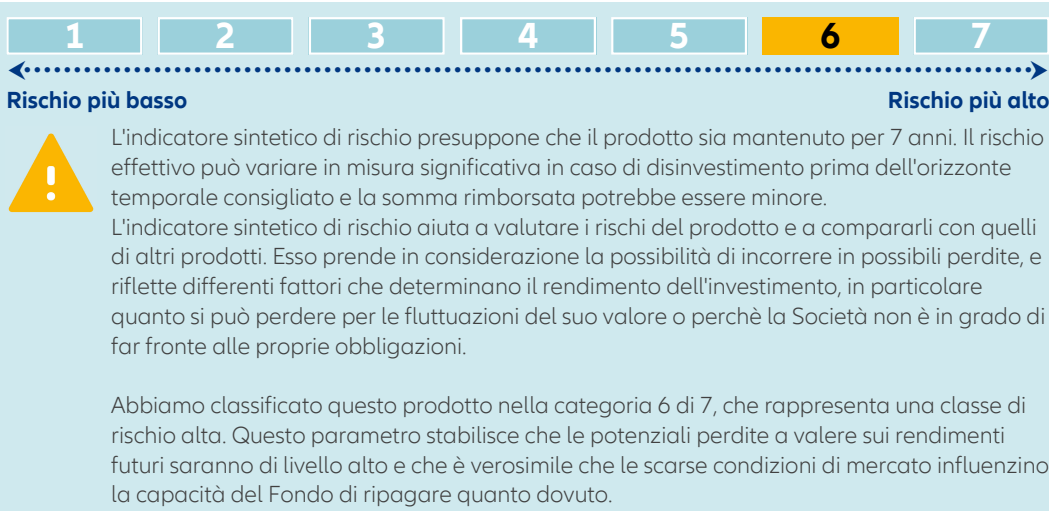 1 2 3 4 5 6 7
Rischio più basso Rischio più alto
L'indicatore sintetico di rischio presuppone che il prodotto sia mantenuto per 7 anni. Il rischio
effettivo può variare in misura significativa in caso di disinvestimento prima dell'orizzonte
temporale consigliato e la somma rimborsata potrebbe essere minore.
L'indicatore sintetico di rischio aiuta a valutare i rischi del prodotto e a compararli con quelli
di altri prodotti. Esso prende in considerazione la possibilità di incorrere in possibili perdite, e
riflette differenti fattori che determinano il rendimento dell'investimento, in particolare
quanto si può perdere per le fluttuazioni del suo valore o perchè la Società non è in grado di
far fronte alle proprie obbligazioni.
Abbiamo classificato questo prodotto nella categoria 6 di 7, che rappresenta una classe di
rischio alta. Questo parametro stabilisce che le potenziali perdite a valere sui rendimenti
futuri saranno di livello alto e che è verosimile che le scarse condizioni di mercato influenzino
la capacità del Fondo di ripagare quanto dovuto.